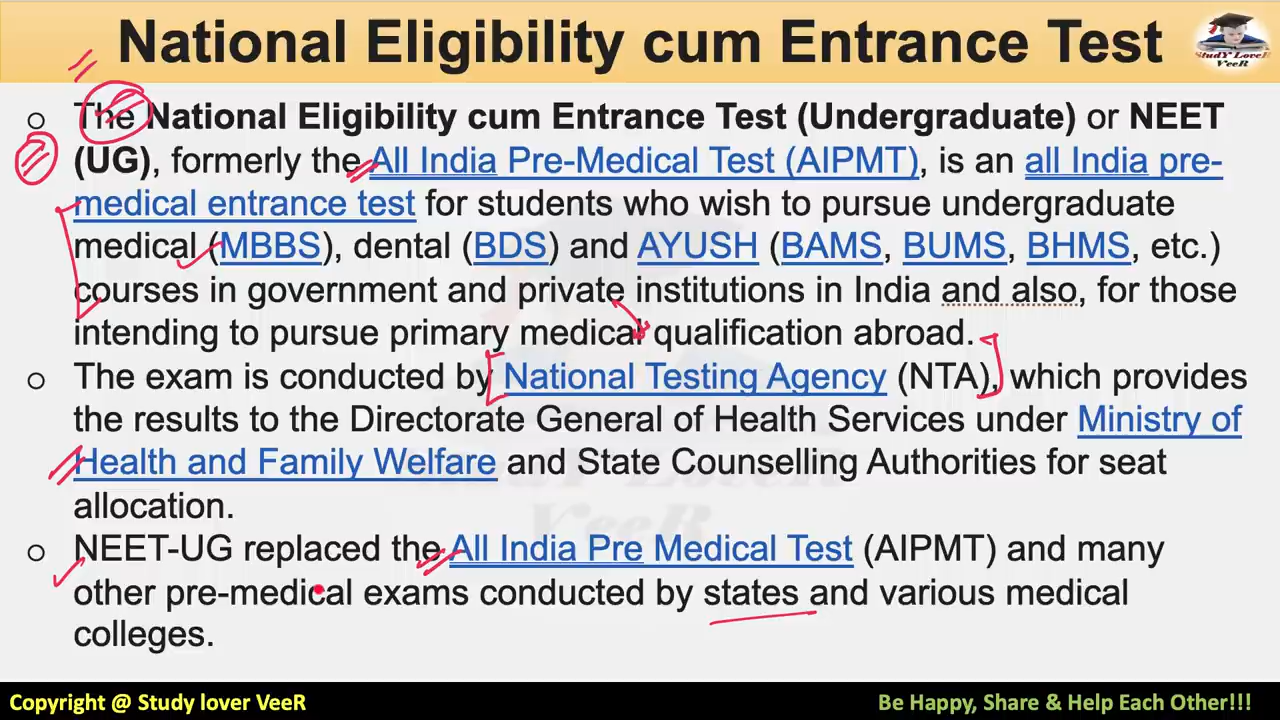 National Eligibility cum Entrance Test
StudY LoveR
VeeR
The National Eligibility cum Entrance Test (Undergraduate) or NEET
(UG), formerly the All India Pre-Medical Test (AIPMT), is an all India pre-
medical entrance test for students who wish to pursue undergraduate
medical (MBBS), dental (BDS) and AYUSH (BAMS, BUMS, BHMS, etc.)
courses in government and private institutions in India and also, for those
intending to pursue primary medical qualification abroad.
The exam is conducted by National Testing Agency (NTA), which provides
the results to the Directorate General of Health Services under Ministry of
Health and Family Welfare and State Counselling Authorities for seat
allocation.
StudY LoveR
VeeR
NEET-UG replaced the All India Pre Medical Test (AIPMT) and many
other pre-medical exams conducted by states and various medical
colleges.
Copyright @ Study lover VeeR
Be Happy, Share & Help Each Other!!!